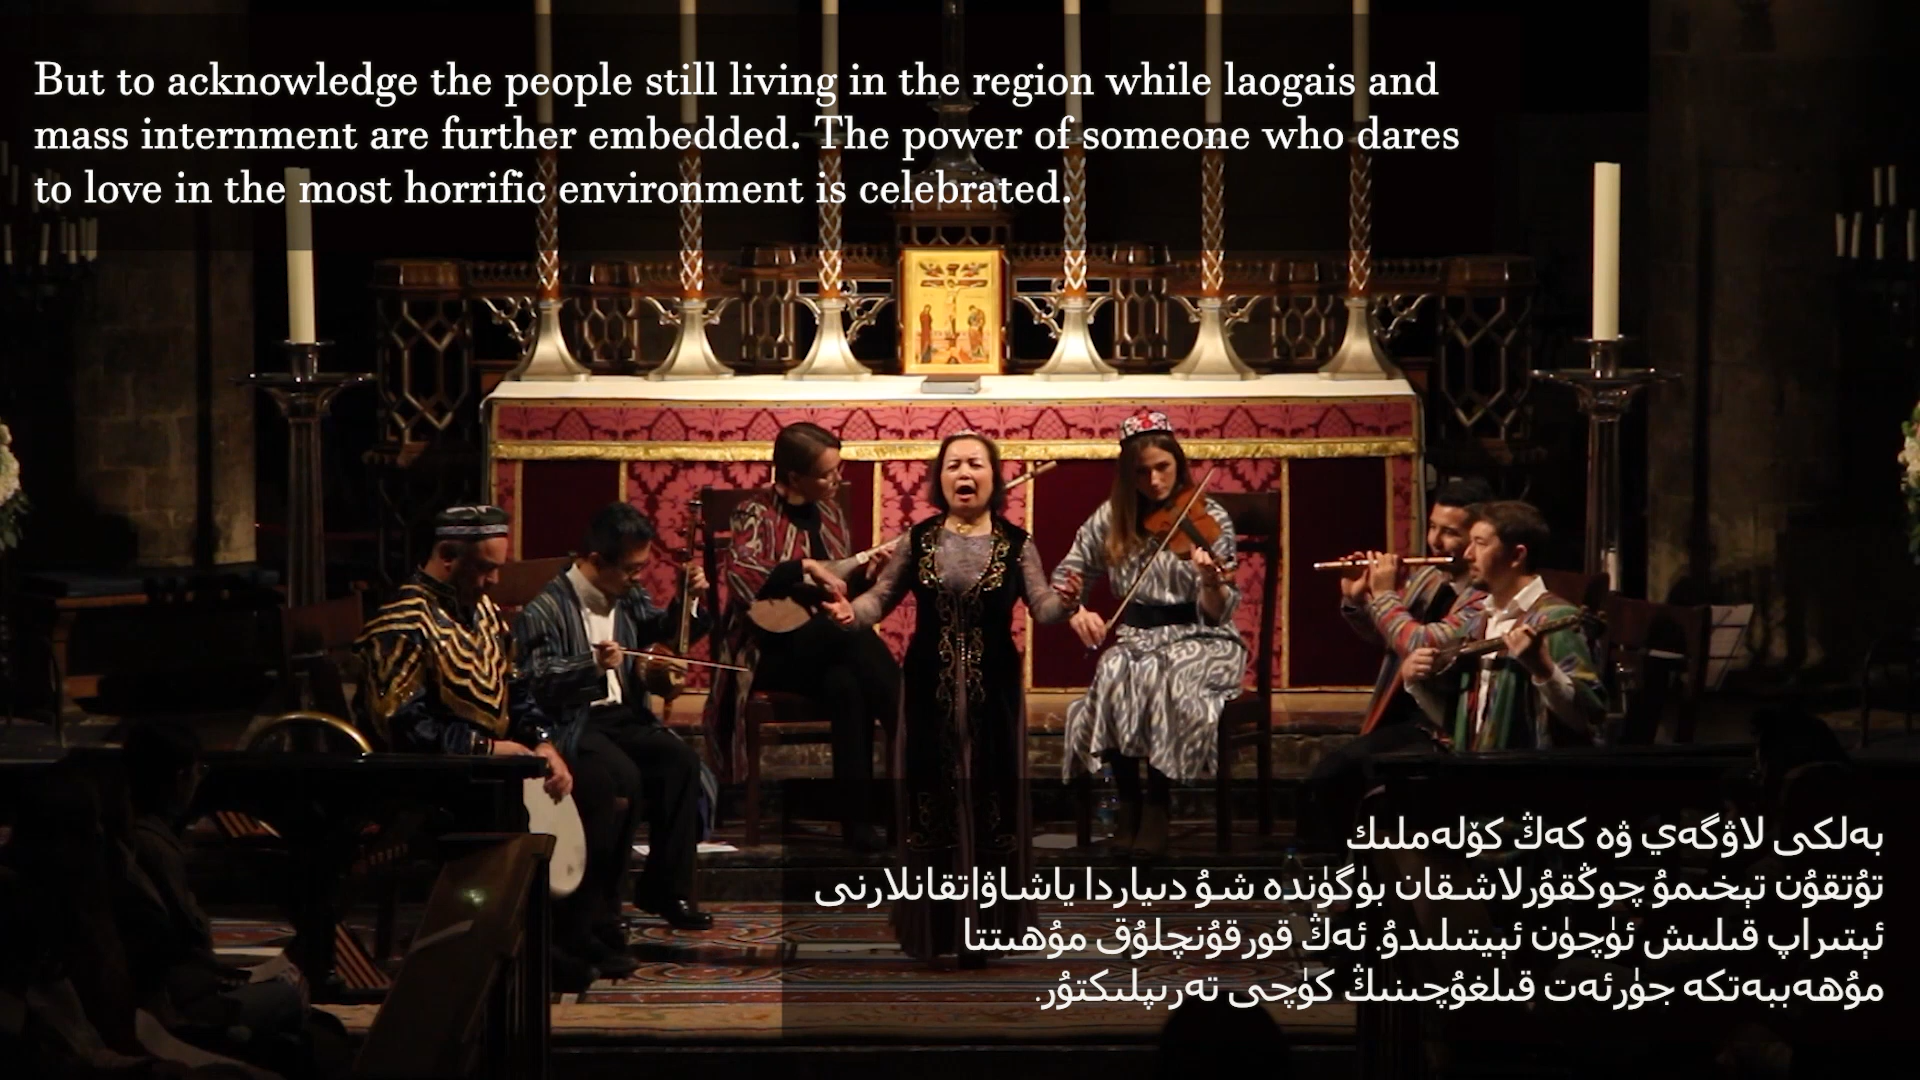 But to acknowledge the people still living in the region while laogais and
mass internment are further embedded. The power of someone who dares
to love in the most horrific environment is celebrated.
بەلكى لاۋگەي ۋە كەڭ كۆلەملىك
تۇتقۇن تېخىمۇ چوڭقۇرلاشقان بۈگۈندە شۇ دىياردا ياشاۋاتقانلارنى
ئېتىراپ قىلىش ئۈچۈن ئېيتىلىدۇ. ئەڭ قورقۇنچلۇق مۇھىتتا
مۇھەببەتكە جۈرئەت قىلغۇچىنىڭ كۈچى تەرىپلىكتۇر.